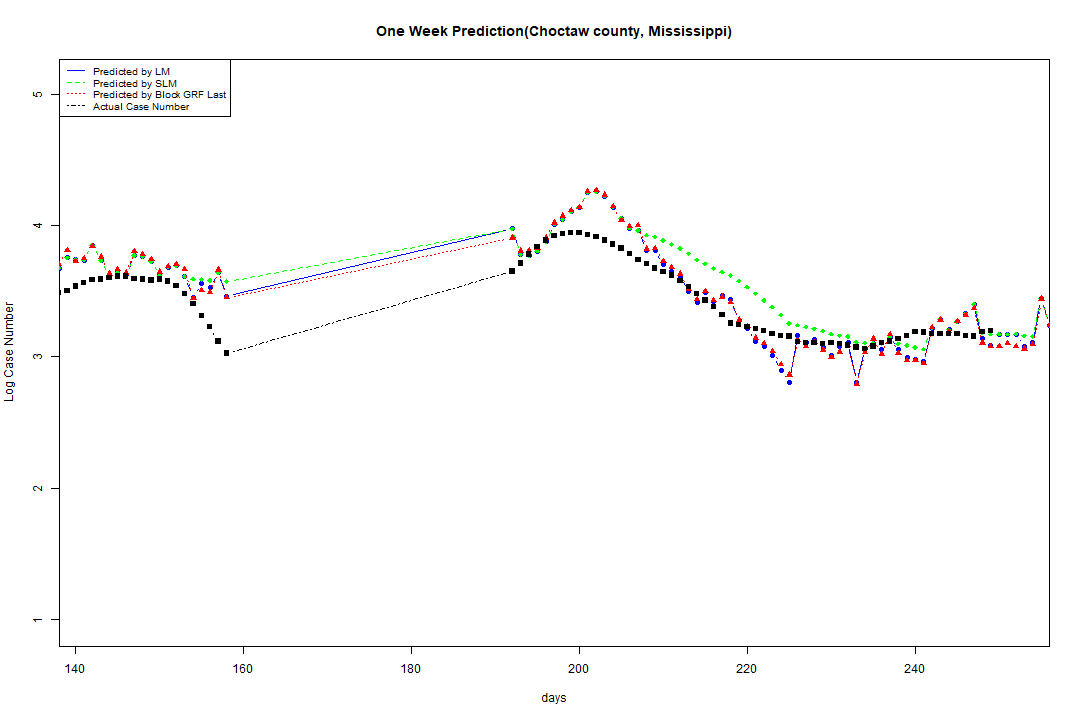 One Week Prediction(Choctaw county, Mississippi)
Predicted by LM
Predicted by SLM
Predicted by Block GRF Last
Actual Case Number
5
4
3
2
1
Log Case Number
140 160 180 200 220 240
days